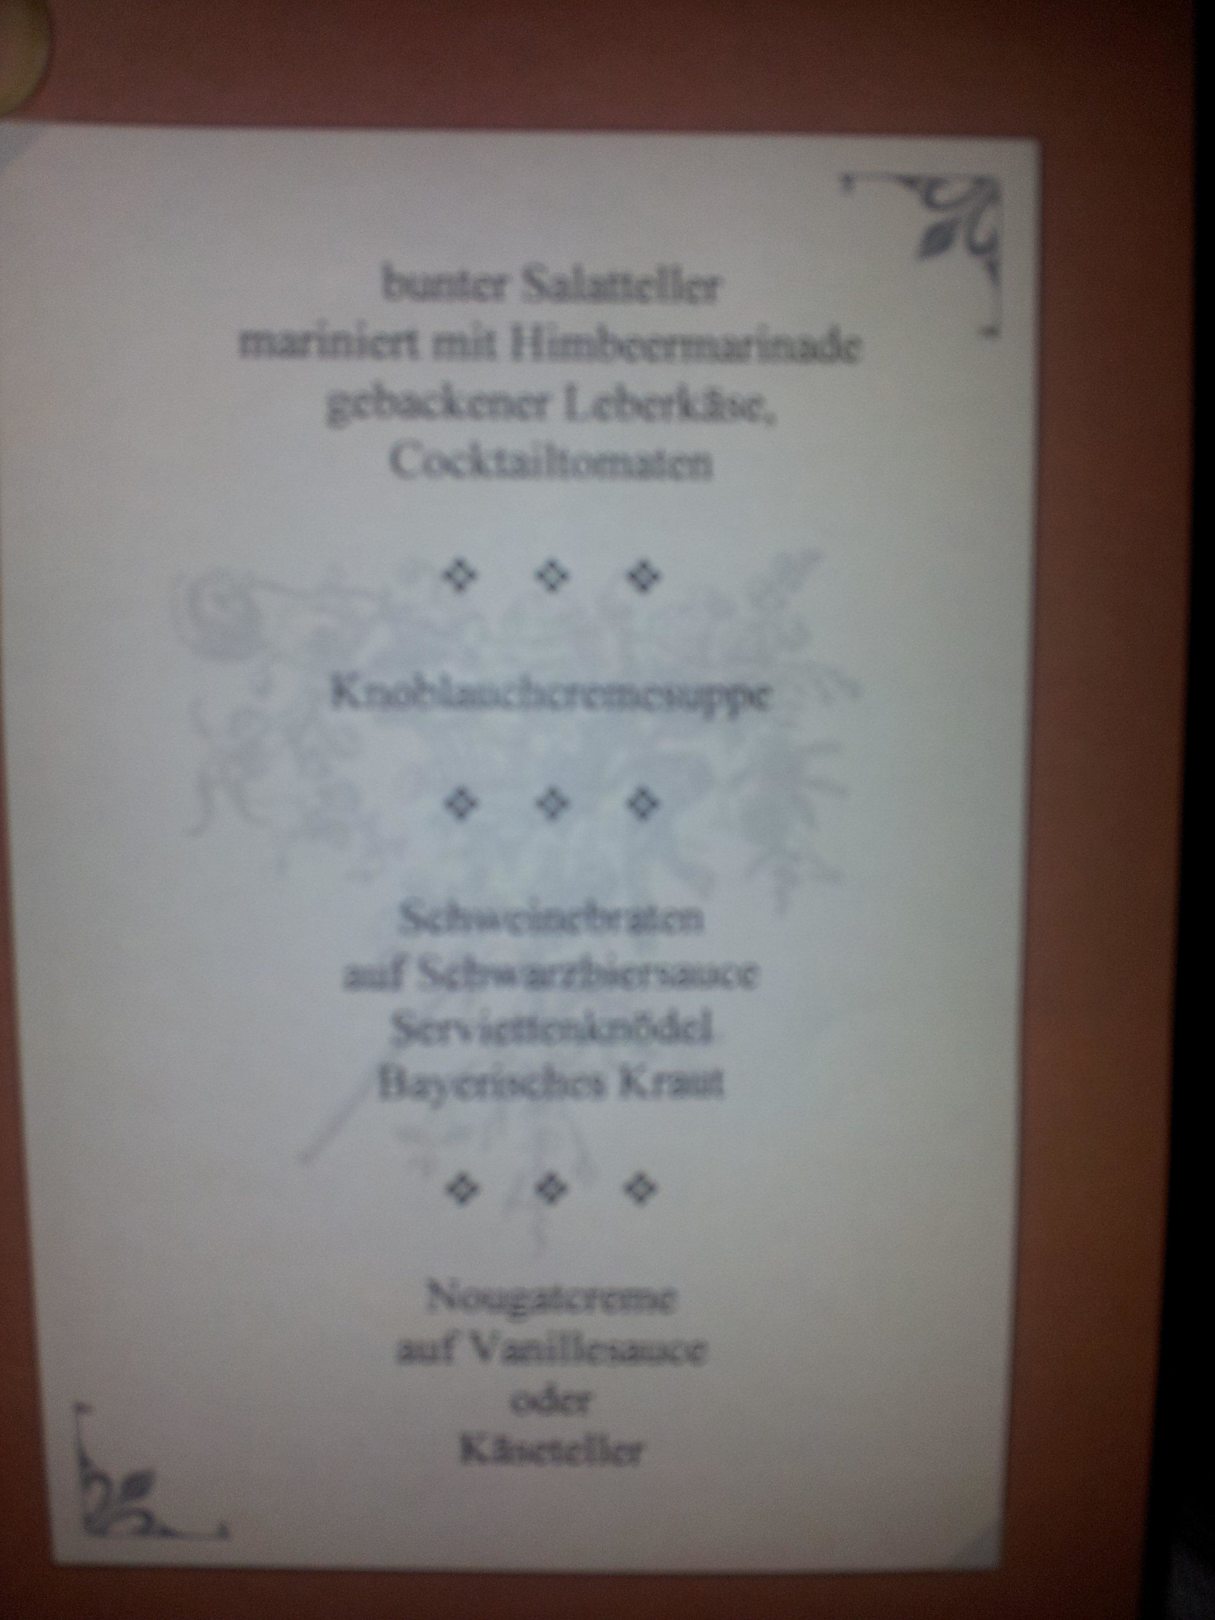 bunter Salatteller
mariniert mit Himbeermarinade
gebackener Leberkäse,
Cocktailtomaten
Knoblauchcremesuppe
Schweinebraten
auf Schwarzbiersauce
Serviettenknödel
Bayerisches Kraut
Nougatcreme
auf Vanillesauce
oder
Käseteller